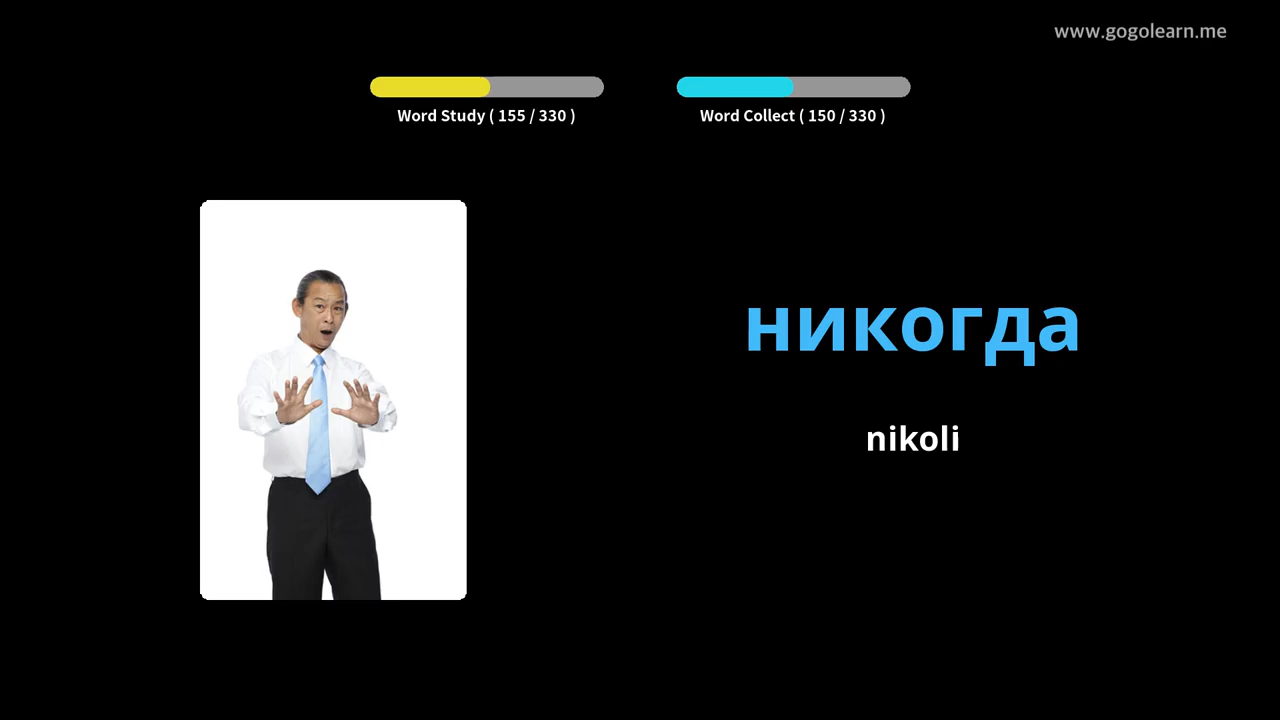 www.gogolearn.me
Word Study ( 155 / 330 )
Word Collect ( 150 / 330 )
никогда
nikoli